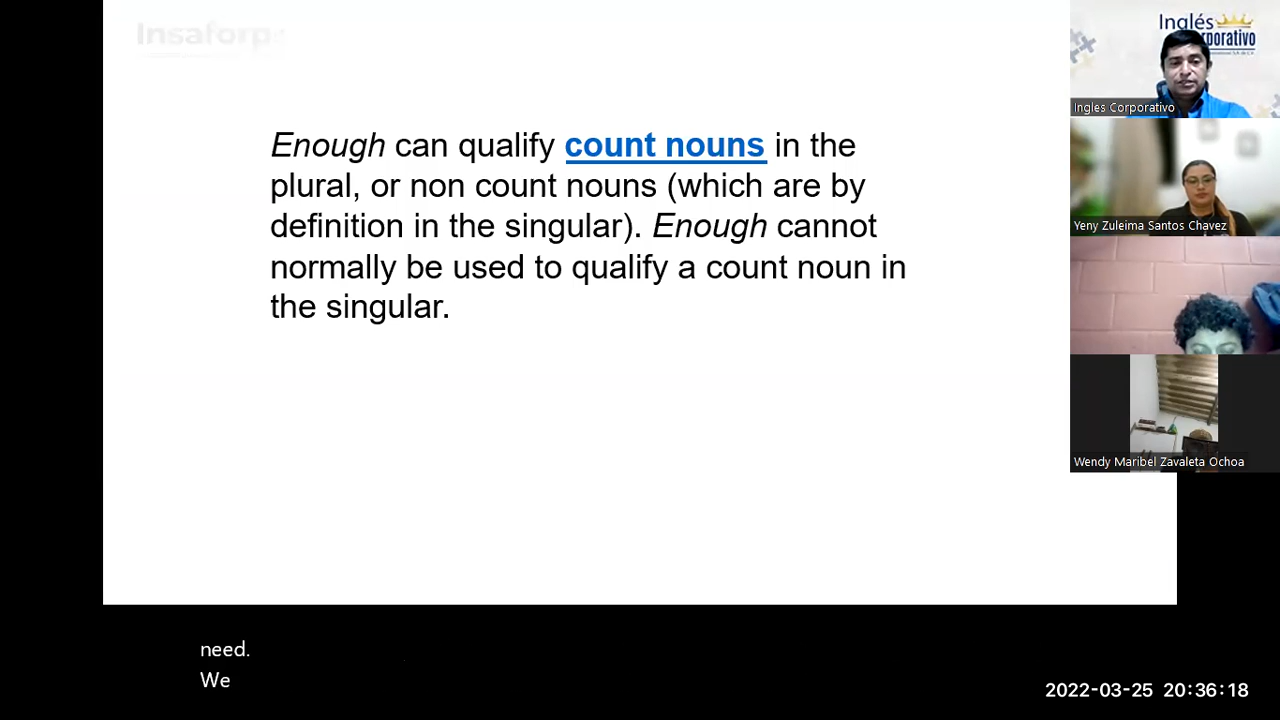 Insaforp
Enough can qualify count nouns in the
plural, or non count nouns (which are by
definition in the singular). Enough cannot
normally be used to qualify a count noun in
the singular.
Inglés
Corporativo
Ingles Corporativo
Yeny Zuleima Santos Chavez
Wendy Maribel Zavaleta Ochoa
need.
We
2022-03-25 20:36:18